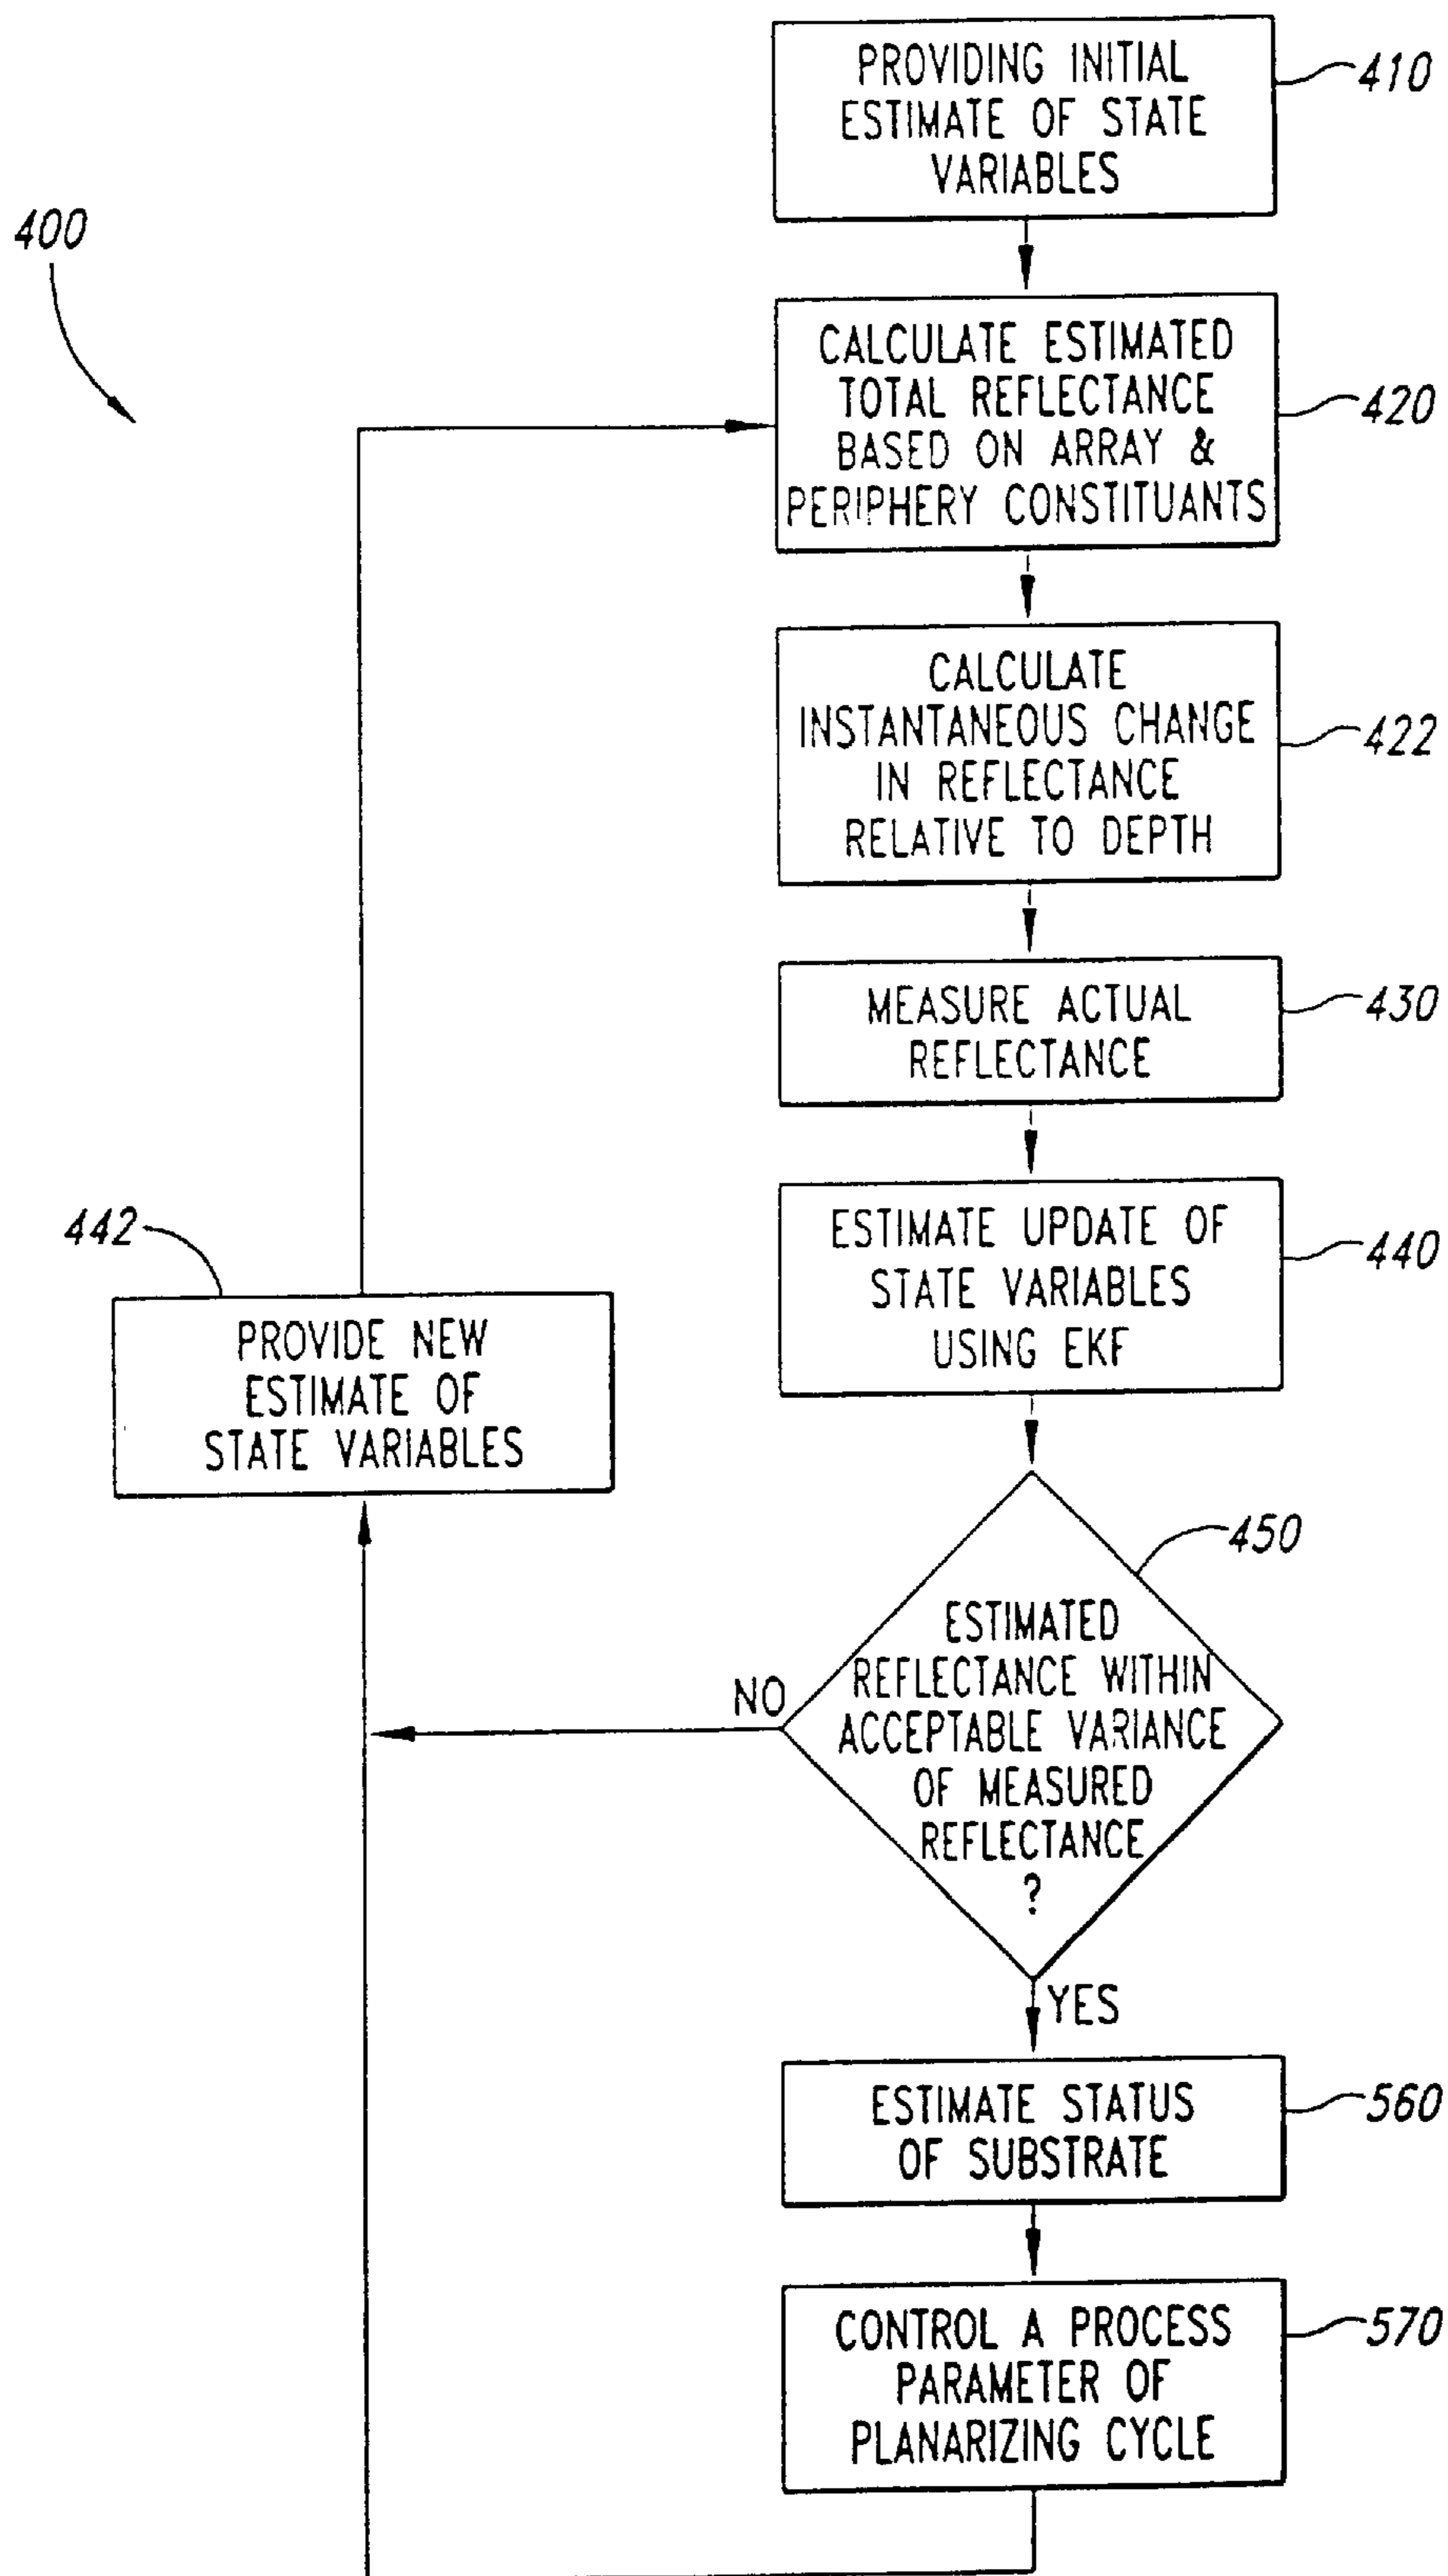 PROVIDING INITIAL
ESTIMATE OF STATE
VARIABLES
410
400
CALCULATE ESTIMATED
TOTAL REFLECTANCE
BASED ON ARRAY &
PERIPHERY CONSTITUANTS
420
CALCULATE
INSTANTANEOUS CHANGE
IN REFLECTANCE
RELATIVE TO DEPTH
422
MEASURE ACTUAL
REFLECTANCE
430
ESTIMATE UPDATE OF
STATE VARIABLES
USING EKF
440
442
PROVIDE NEW
ESTIMATE OF
STATE VARIABLES
450
ESTIMATED
REFLECTANCE WITHIN
ACCEPTABLE VARIANCE
OF MEASURED
REFLECTANCE
?
NO
YES
ESTIMATE STATUS
OF SUBSTRATE
560
CONTROL A PROCESS
PARAMETER OF
PLANARIZING CYCLE
570